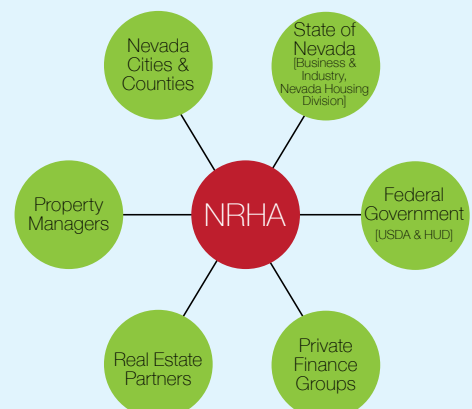 Nevada
Cities &
Counties
State of
Nevada
[Business &
Industry,
Nevada Housing
Division]
Property
Managers
NRHA
Federal
Government
[USDA & HUD]
Real Estate
Partners
Private
Finance
Groups